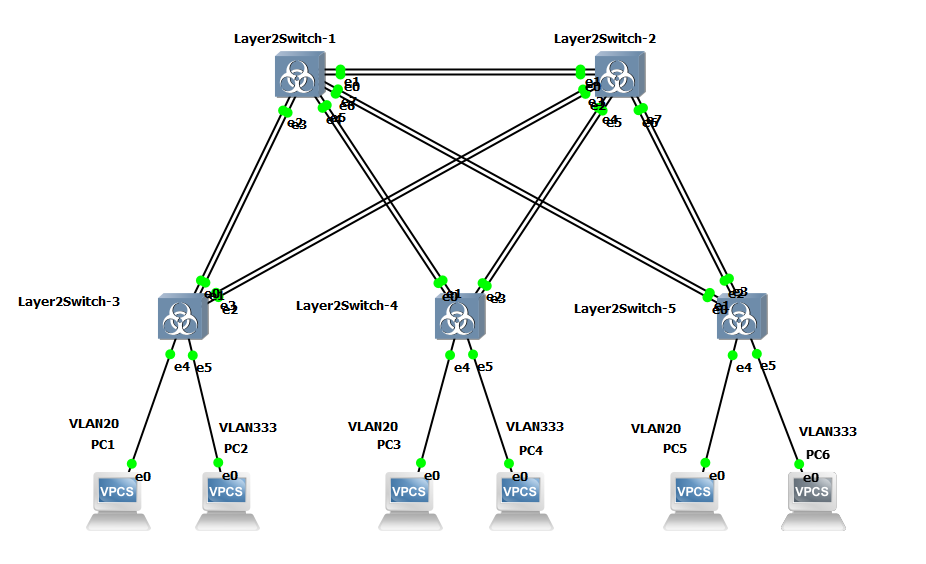 Layer2Switch-1
Layer2Switch-2
e1
e0
e7
e6
e2
e3
e5
e1
e0
e3
e4
e5
e7
e6
Layer2Switch-3
e0
e1
e3
e2
Layer2Switch-4
e1
e0
e2
e3
Layer2Switch-5
e3
e2
e1
e0
e4
e5
e4
e5
e4
e5
VLAN20
PC1
VLAN333
PC2
VLAN20
PC3
VLAN333
PC4
VLAN20
PC5
VLAN333
PC6
e0
e0
e0
e0
e0
e0
VPCS
VPCS
VPCS
VPCS
VPCS
VPCS